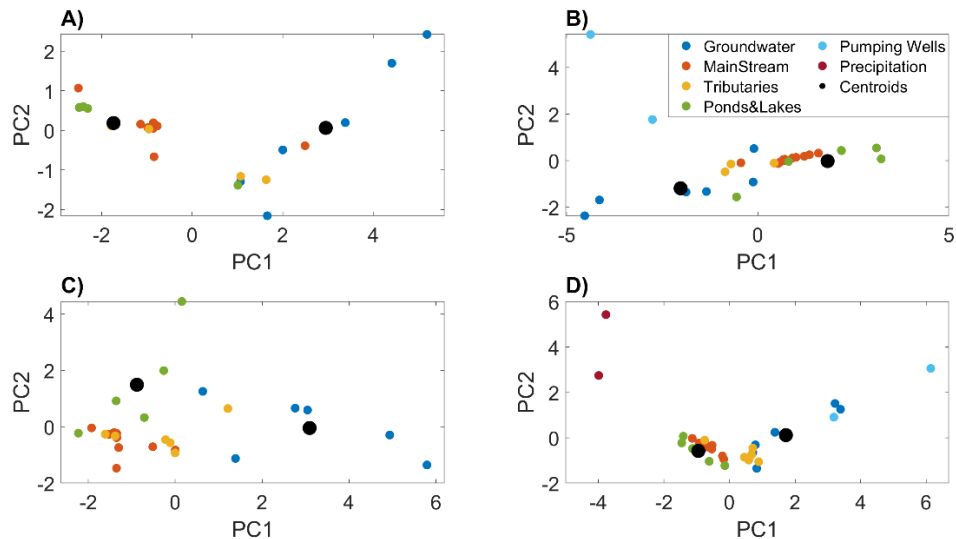 A)
2
1
0
-1
-2
PC2
-2
0
2
4
PC1
B)
4
2
0
-2
PC2
-5
0
5
PC1
Groundwater
MainStream
Tributaries
Ponds&Lakes
Pumping Wells
Precipitation
Centroids
C)
4
2
0
-2
PC2
-2
0
2
4
6
PC1
D)
6
4
2
0
-2
PC2
-4
-2
0
2
4
6
PC1